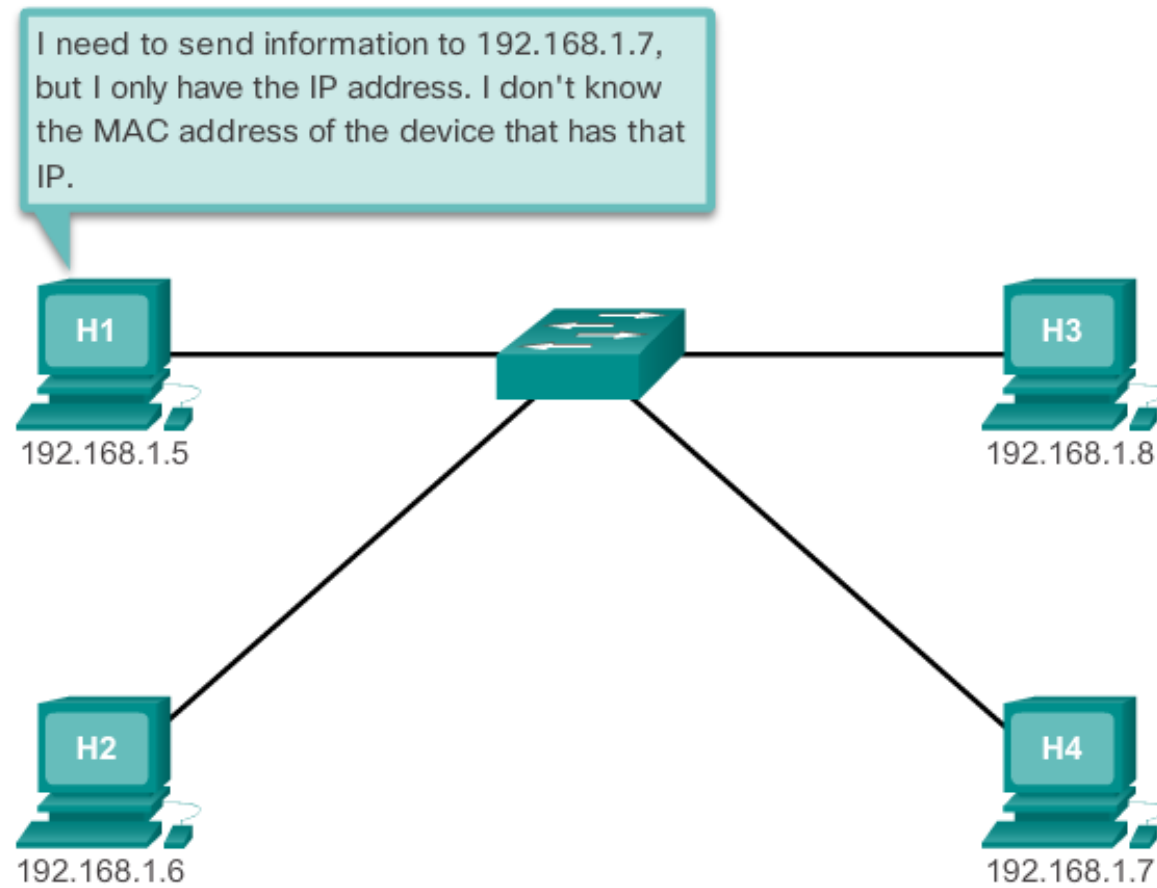 I need to send information to 192.168.1.7,
but I only have the IP address. I don't know
the MAC address of the device that has that
IP.
H1
H3
192.168.1.5
192.168.1.8
H2
H4
192.168.1.6
192.168.1.7